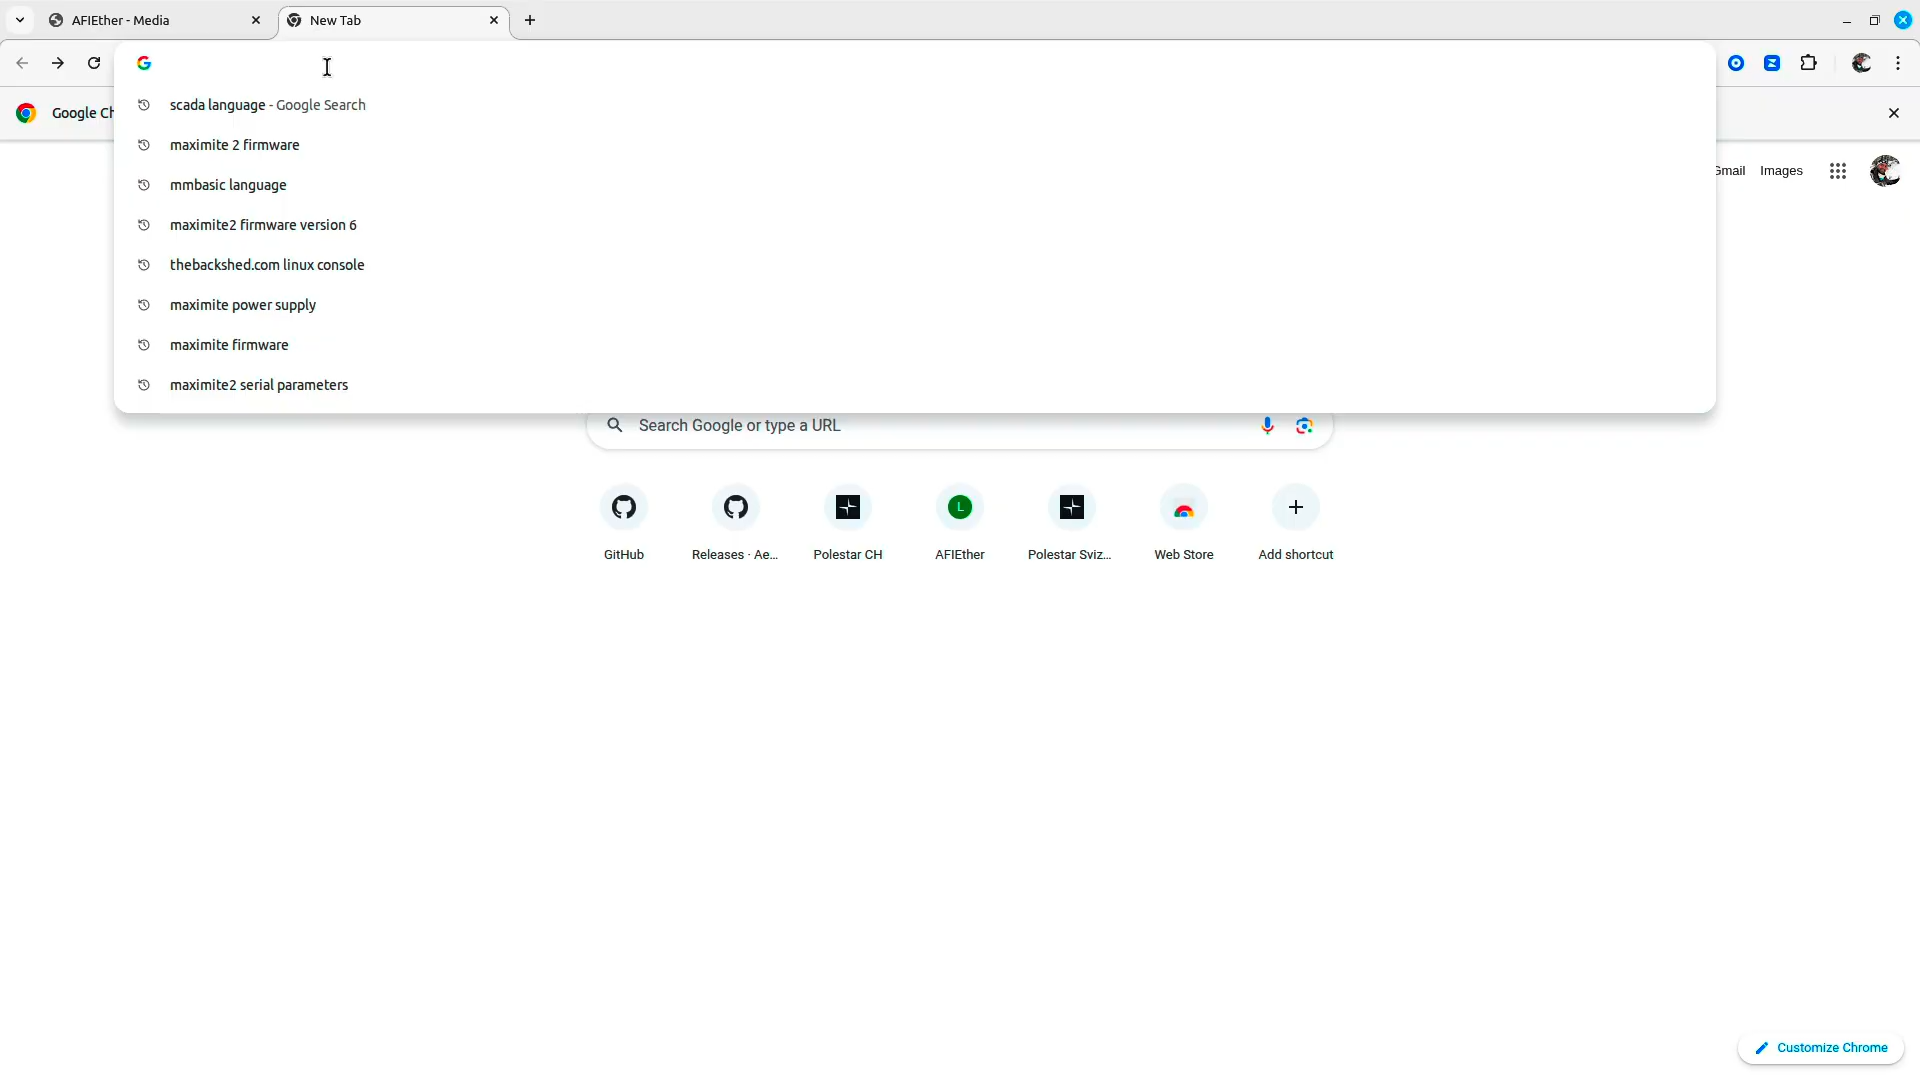 AFIEther - Media
New Tab
scada language - Google Search
Google Ch
maximite 2 firmware
Gmail Images
mmbasic language
maximite2 firmware version 6
thebackshed.com linux console
maximite power supply
maximite firmware
maximite2 serial parameters
Search Google or type a URL
L
GitHub Releases · Ae... Polestar CH AFIEther Polestar Sviz... Web Store Add shortcut
Customize Chrome